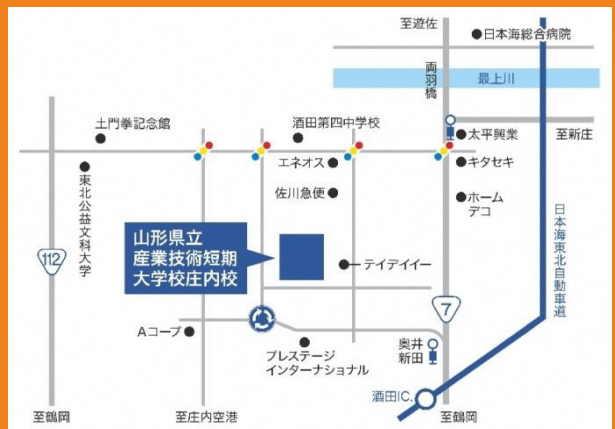 至遊佐
日本海総合病院
両羽橋
最上川
土門拳記念館
酒田第四中学校
太平興業
至新庄
エネオス
キタセキ
東北公益文科大学
佐川急便
ホーム
デコ
日本海東北自動車道
山形県立
産業技術短期
大学校庄内校
112
テイデイイー
7
Aコープ
プレステージ
インターナショナル
奥井
新田
酒田IC.
至鶴岡
至庄内空港
至鶴岡